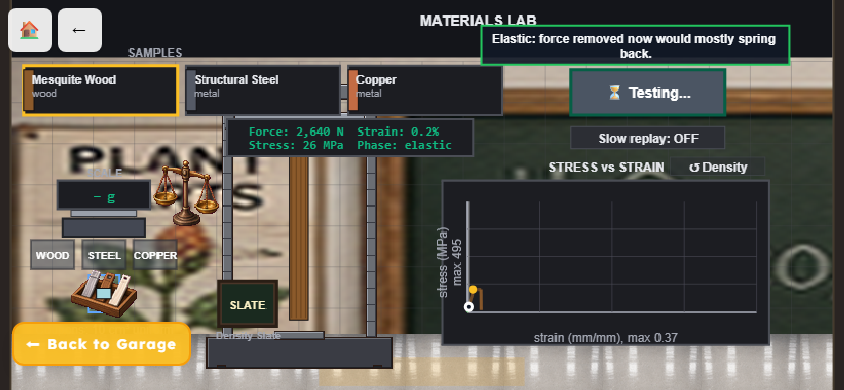 MATERIALS LAB
Elastic: force removed now would mostly spring
back.
SAMPLES
Mesquite Wood
wood
Structural Steel
metal
Copper
metal
⏳ Testing...
Force: 2,640 N Strain: 0.2%
Stress: 26 MPa Phase: elastic
Slow replay: OFF
STRESS vs STRAIN
↺ Density
PLANT
– g
WOOD
STEEL
COPPER
stress (MPa)
max 495
SLATE
Density Slate
strain (mm/mm), max 0.37
← Back to Garage